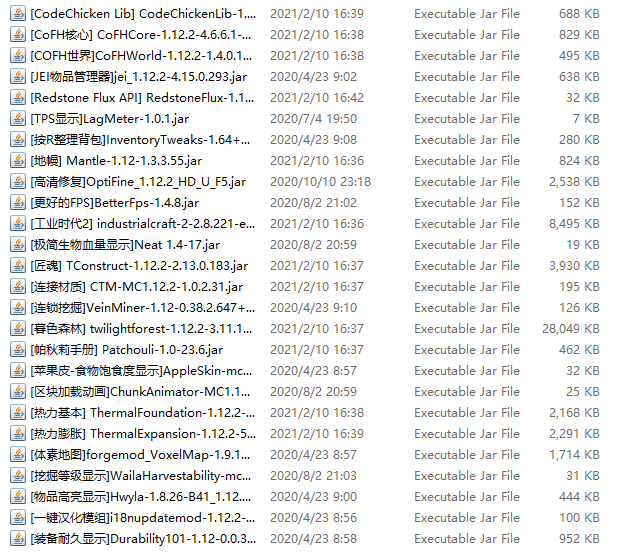 [CodeChicken Lib] CodeChickenLib-1.... 2021/2/10 16:39 Executable Jar File 688 KB
[CoFH核心] CoFHCore-1.12.2-4.6.6.1-... 2021/2/10 16:38 Executable Jar File 829 KB
[COFH世界]CoFHWorld-1.12.2-1.4.0.1... 2021/2/10 16:38 Executable Jar File 495 KB
[JEI物品管理器]jei_1.12.2-4.15.0.293.jar 2020/4/23 9:02 Executable Jar File 638 KB
[Redstone Flux API] RedstoneFlux-1.1... 2021/2/10 16:42 Executable Jar File 32 KB
[TPS显示]LagMeter-1.0.1.jar 2020/7/4 19:50 Executable Jar File 7 KB
[按R整理背包]InventoryTweaks-1.64+... 2020/4/23 9:08 Executable Jar File 280 KB
[地幔] Mantle-1.12-1.3.3.55.jar 2021/2/10 16:36 Executable Jar File 824 KB
[高清修复]OptiFine_1.12.2_HD_U_F5.jar 2020/10/10 23:18 Executable Jar File 2,538 KB
[更好的FPS]BetterFps-1.4.8.jar 2020/8/2 21:02 Executable Jar File 152 KB
[工业时代2] industrialcraft-2-2.8.221-e... 2021/2/10 16:36 Executable Jar File 8,495 KB
[极简生物血量显示]Neat 1.4-17.jar 2020/8/2 20:59 Executable Jar File 19 KB
[匠魂] TConstruct-1.12.2-2.13.0.183.jar 2021/2/10 16:37 Executable Jar File 3,930 KB
[连接材质] CTM-MC1.12.2-1.0.2.31.jar 2021/2/10 16:37 Executable Jar File 195 KB
[连锁挖掘]VeinMiner-1.12-0.38.2.647+... 2020/4/23 9:10 Executable Jar File 126 KB
[暮色森林] twilightforest-1.12.2-3.11.1... 2021/2/10 16:37 Executable Jar File 28,049 KB
[帕秋莉手册] Patchouli-1.0-23.6.jar 2021/2/10 16:37 Executable Jar File 462 KB
[苹果皮-食物饱食度显示]AppleSkin-mc... 2020/4/23 8:57 Executable Jar File 32 KB
[区块加载动画]ChunkAnimator-MC1.1... 2020/8/2 20:59 Executable Jar File 25 KB
[热力基本] ThermalFoundation-1.12.2-... 2021/2/10 16:38 Executable Jar File 2,168 KB
[热力膨胀] ThermalExpansion-1.12.2-5... 2021/2/10 16:39 Executable Jar File 2,291 KB
[体素地图]forgemod_VoxelMap-1.9.1... 2020/4/23 8:57 Executable Jar File 1,714 KB
[挖掘等级显示]WailaHarvestability-mc... 2020/8/2 21:03 Executable Jar File 31 KB
[物品高亮显示]Hwyla-1.8.26-B41_1.12.... 2020/4/23 9:00 Executable Jar File 444 KB
[一键汉化模组]i18nupdatemod-1.12.2-... 2020/4/23 8:56 Executable Jar File 100 KB
[装备耐久显示]Durability101-1.12-0.0.3... 2020/4/23 8:58 Executable Jar File 952 KB